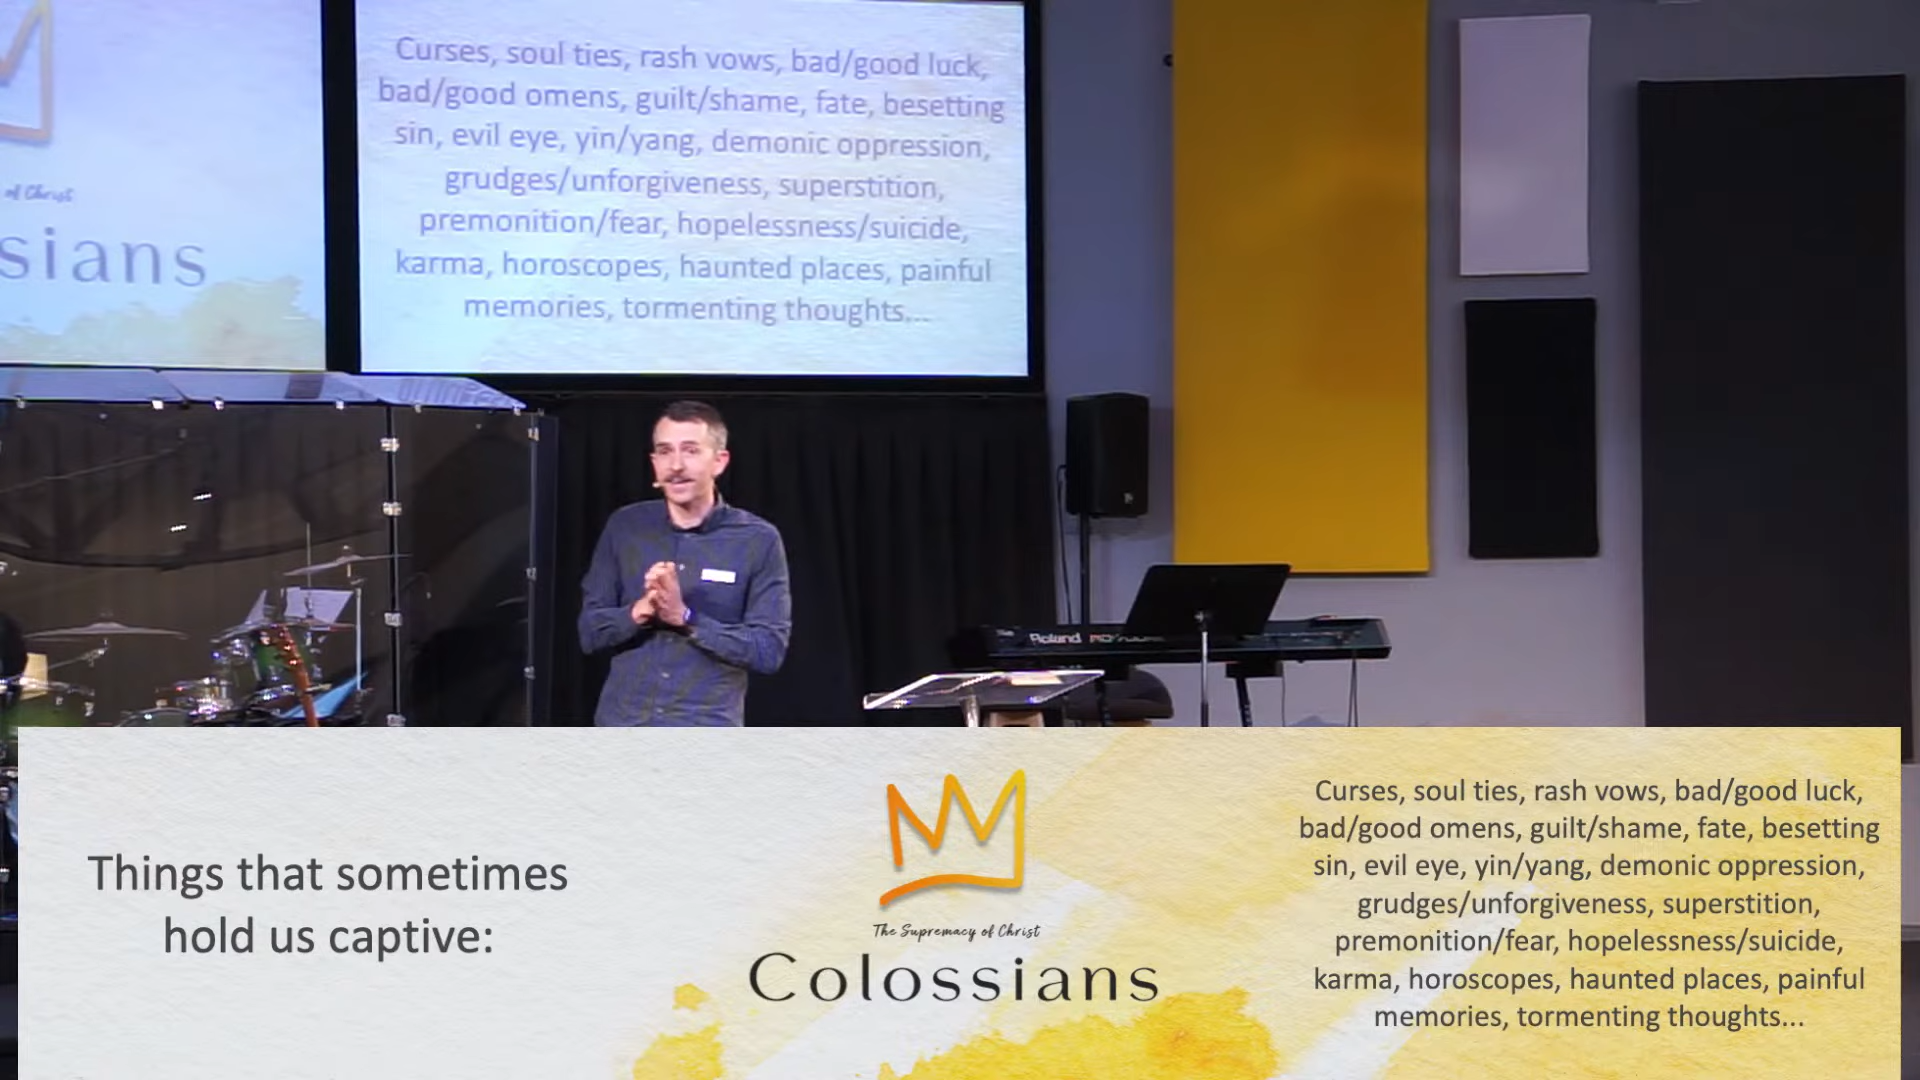 Curses, soul ties, rash vows, bad/good luck,
bad/good omens, guilt/shame, fate, besetting
sin, evil eye, yin/yang, demonic oppression,
grudges/unforgiveness, superstition,
premonition/fear, hopelessness/suicide,
karma, horoscopes, haunted places, painful
memories, tormenting thoughts...
of Christ
sians
Roland
Things that sometimes
hold us captive:
The Supremacy of Christ
Colossians
Curses, soul ties, rash vows, bad/good luck,
bad/good omens, guilt/shame, fate, besetting
sin, evil eye, yin/yang, demonic oppression,
grudges/unforgiveness, superstition,
premonition/fear, hopelessness/suicide,
karma, horoscopes, haunted places, painful
memories, tormenting thoughts...